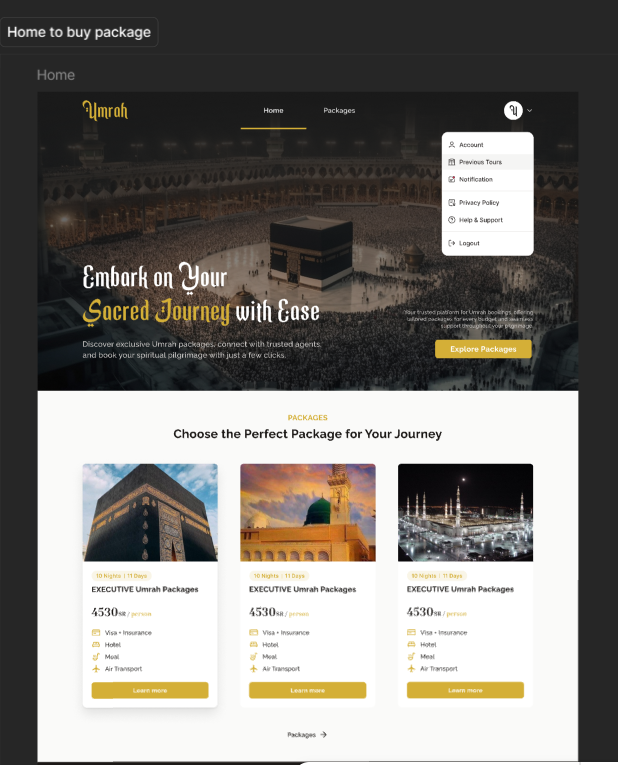 Home to buy package
Home
Umrah
Home
Packages
Account
Previous Tours
Notification
Privacy Policy
Help & Support
Logout
Embark on Your
Sacred Journey with Ease
Discover exclusive Umrah packages, connect with trusted agents,
and book your spiritual pilgrimage with just a few clicks.
Your trusted platform for Umrah bookings, offering
tailored packages for every budget and seamless
support throughout your pilgrimage.
Explore Packages
PACKAGES
Choose the Perfect Package for Your Journey
10 Nights | 11 Days
EXECUTIVE Umrah Packages
4530SR / person
Visa + Insurance
Hotel
Meal
Air Transport
Learn more
10 Nights | 11 Days
EXECUTIVE Umrah Packages
4530SR / person
Visa + Insurance
Hotel
Meal
Air Transport
Learn more
10 Nights | 11 Days
EXECUTIVE Umrah Packages
4530SR / person
Visa + Insurance
Hotel
Meal
Air Transport
Learn more
Packages →